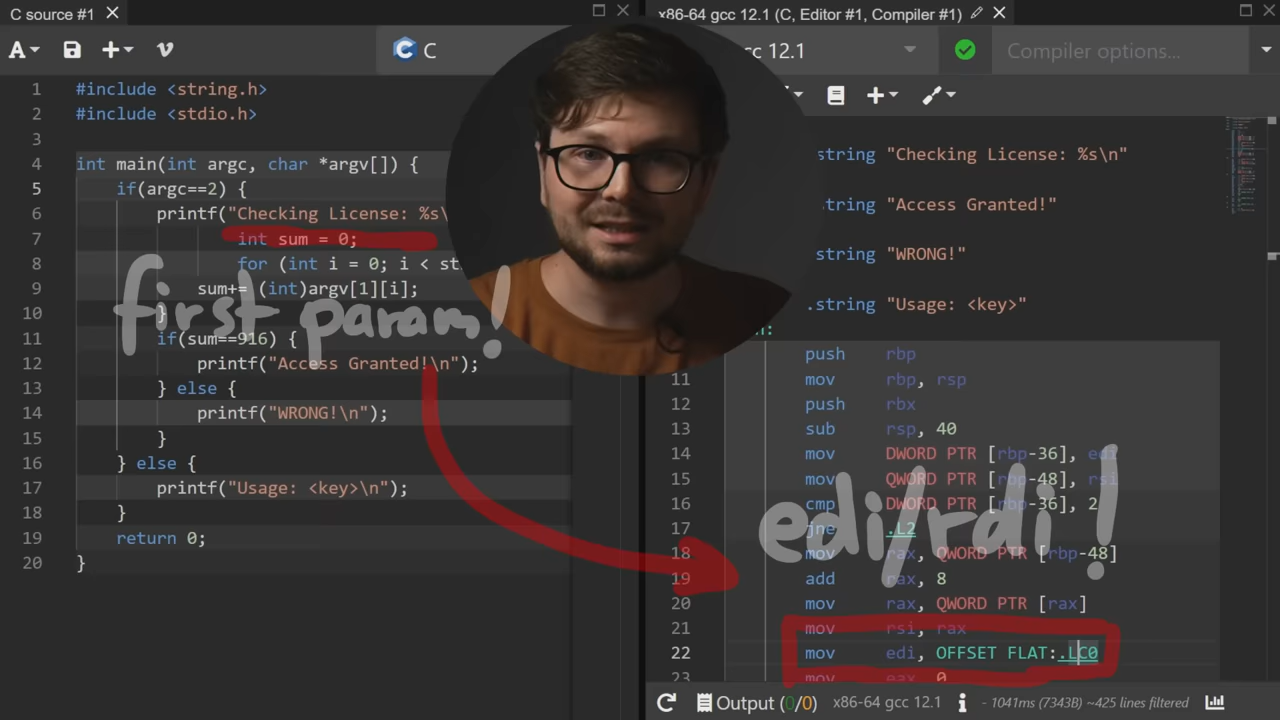 C source #1
x86-64 gcc 12.1 (C, Editor #1, Compiler #1)
A
C
gcc 12.1
Compiler options...
1 #include <string.h>
2 #include <stdio.h>
3
4 int main(int argc, char *argv[]) {
5 if(argc==2) {
6 printf("Checking License: %s\
7 int sum = 0;
8 for (int i = 0; i < st
9 sum+= (int)argv[1][i];
10 }
11 if(sum==916) {
12 printf("Access Granted!\n");
13 } else {
14 printf("WRONG!\n");
15 }
16 } else {
17 printf("Usage: <key>\n");
18 }
19 return 0;
20 }
first param!
.string "Checking License: %s\n"
.string "Access Granted!"
.string "WRONG!"
.string "Usage: <key>"
push rbp
11 mov rbp, rsp
12 push rbx
13 sub rsp, 40
14 mov DWORD PTR [rbp-36], edi
15 mov QWORD PTR [rbp-48], rsi
16 cmp DWORD PTR [rbp-36], 2
17 jne .L2
18 mov rax, QWORD PTR [rbp-48]
19 add rax, 8
20 mov rax, QWORD PTR [rax]
21 mov rsi, rax
22 mov edi, OFFSET FLAT:.LC0
23 mov eax, 0
edi/rdi!
Output (0/0) x86-64 gcc 12.1 i - 1041ms (7343B) ~425 lines filtered